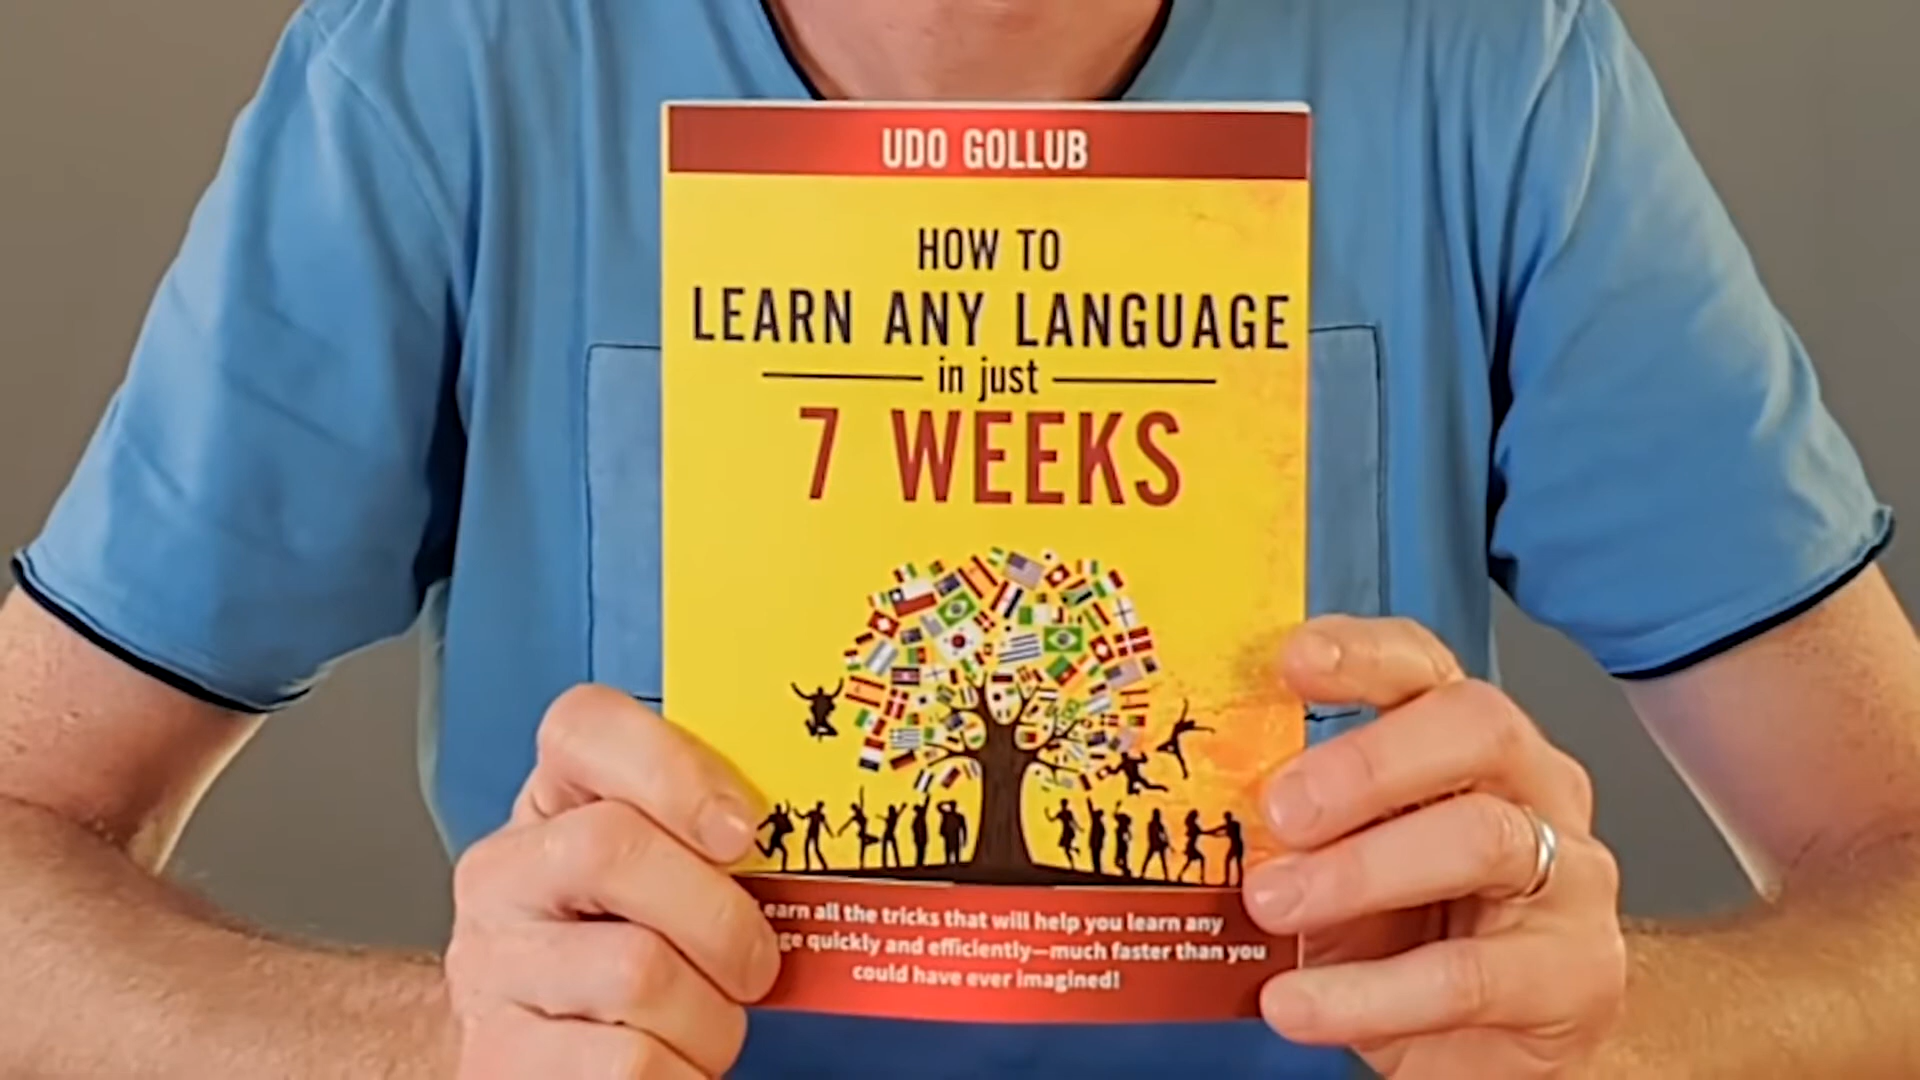 UDO GOLLUB
HOW TO
LEARN ANY LANGUAGE
in just
7 WEEKS
earn all the tricks that will help you learn any
ge quickly and efficiently—much faster than you
could have ever imagined!